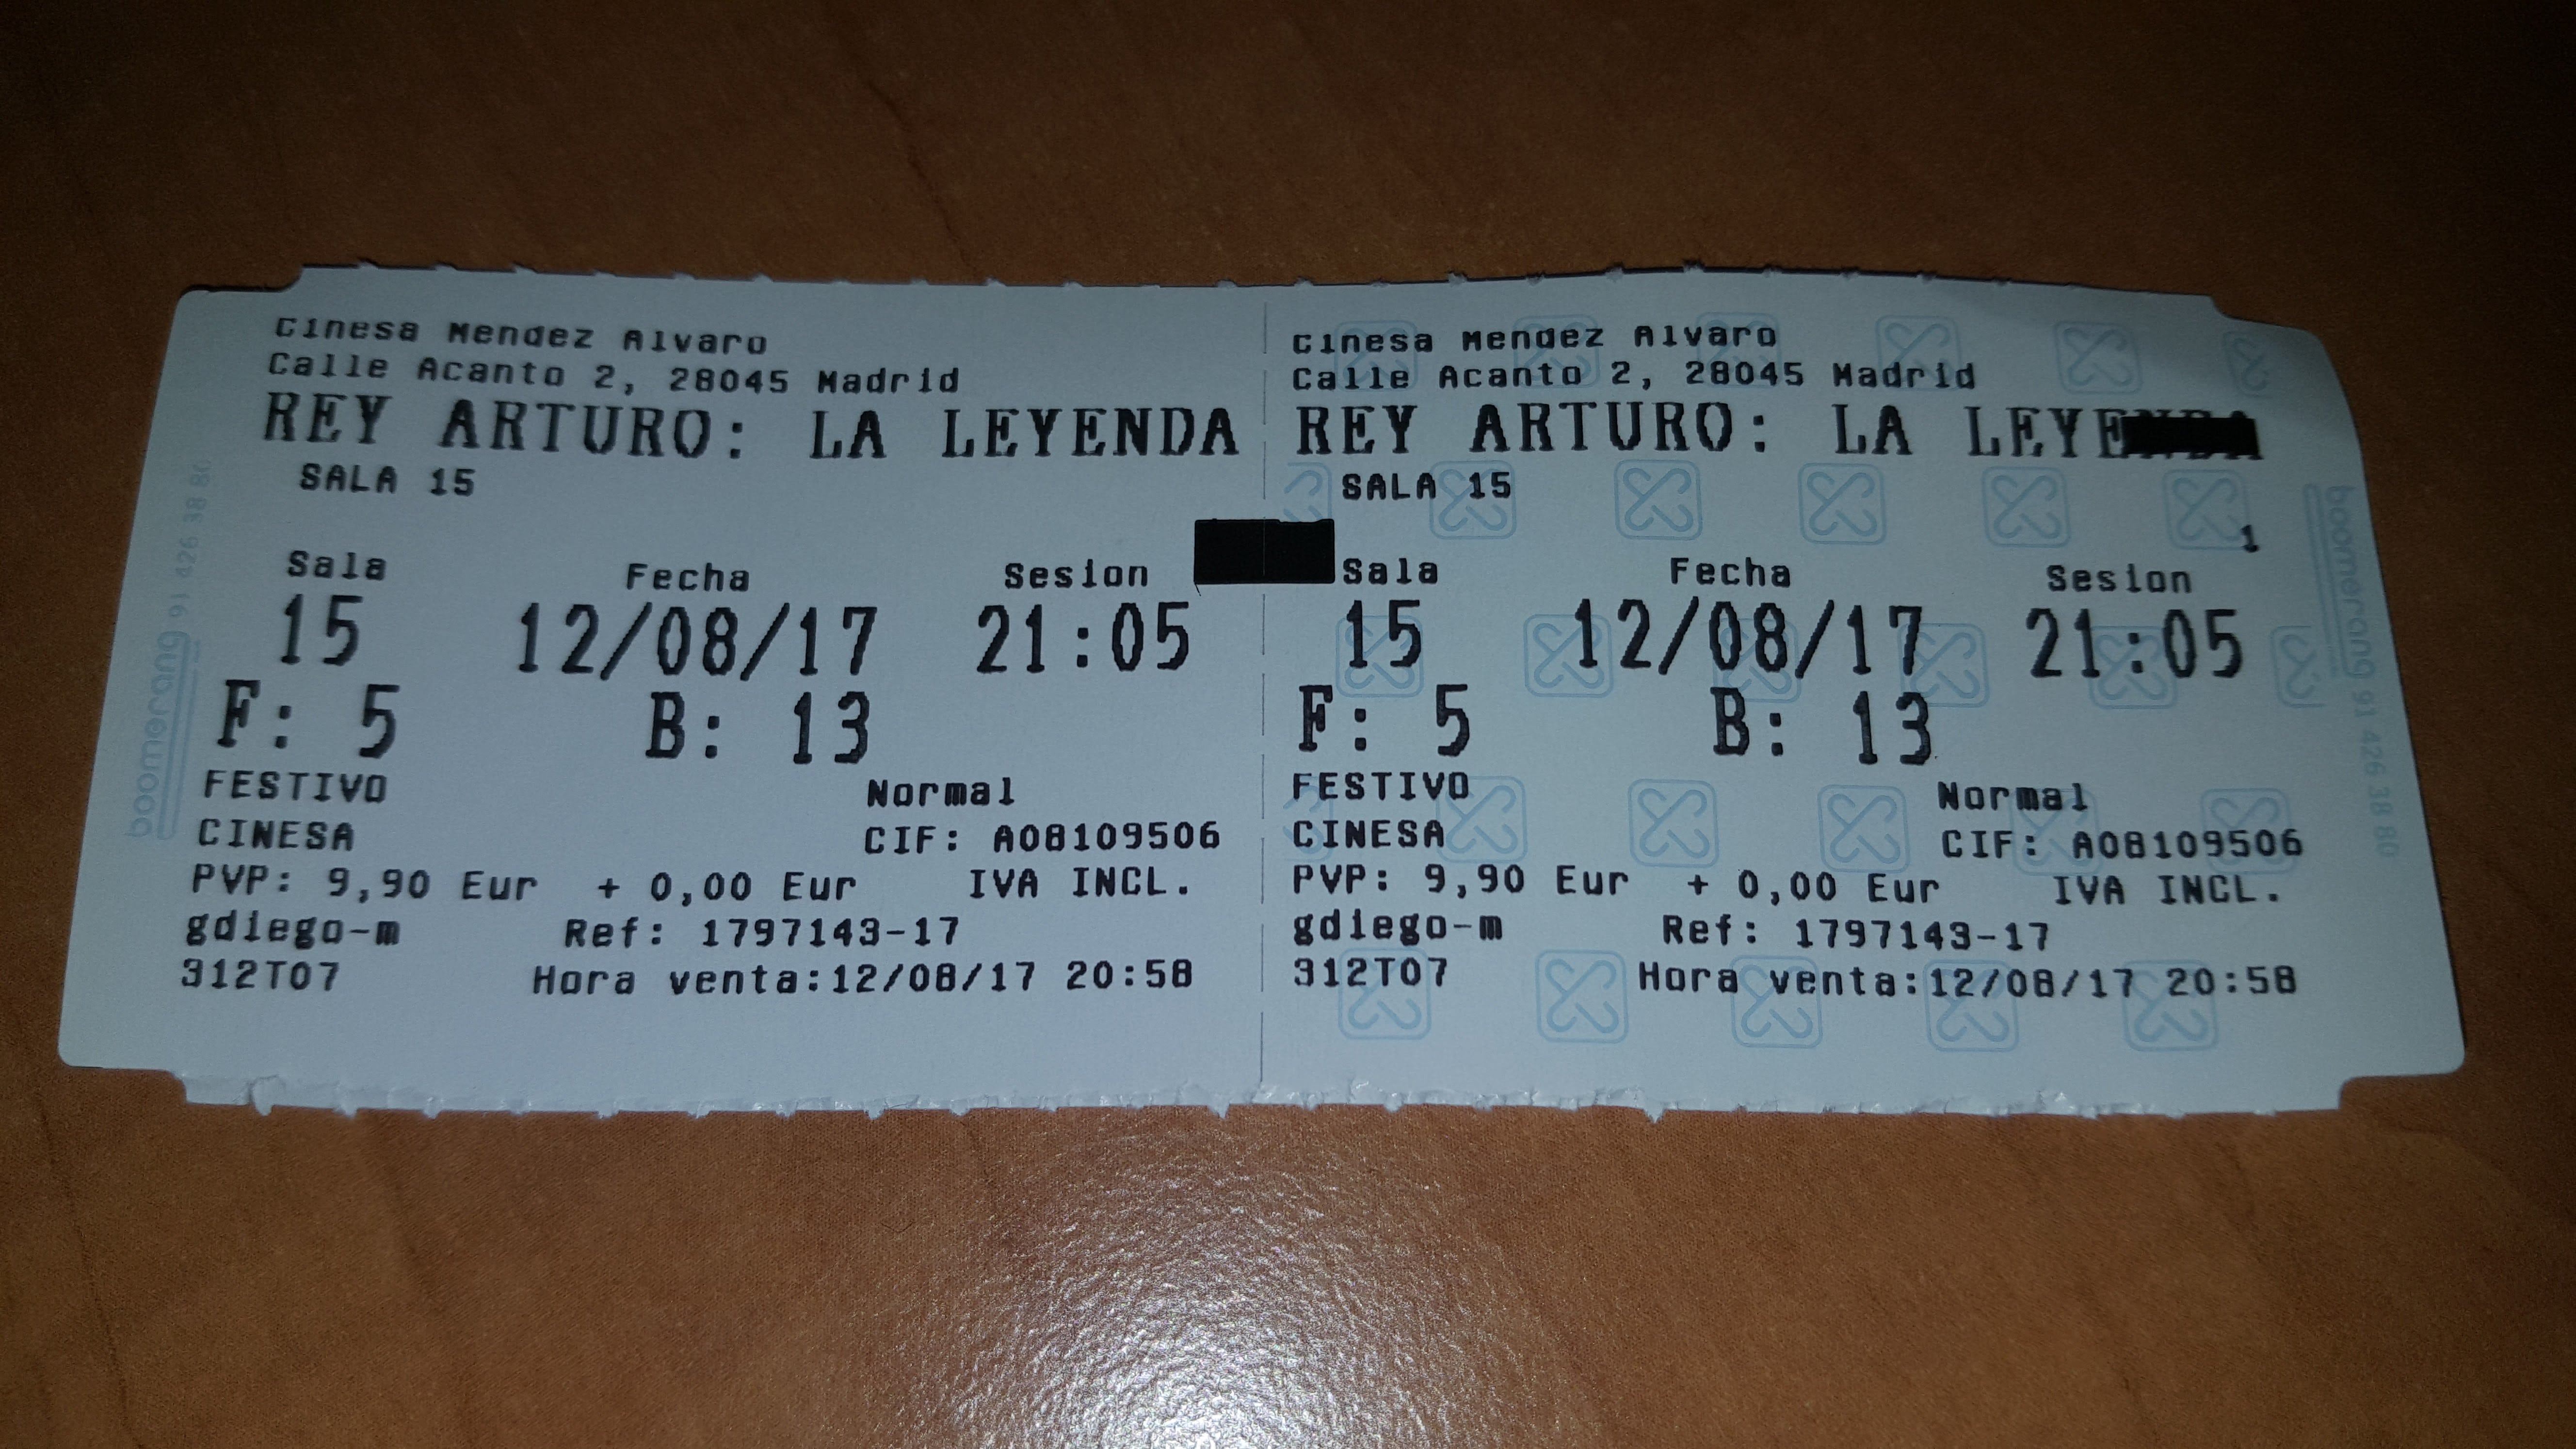 Cinesa Mendez Alvaro
Calle Acanto 2, 28045 Madrid
REY ARTURO: LA LEYENDA
SALA 15
Sala Fecha Sesion
15 12/08/17 21:05
F: 5 B: 13
FESTIVO Normal
CINESA CIF: A08109506
PVP: 9,90 Eur + 0,00 Eur IVA INCL.
gdiego-m Ref: 1797143-17
312T07 Hora venta:12/08/17 20:58
boomerang 91 426 38 80
Cinesa Mendez Alvaro
Calle Acanto 2, 28045 Madrid
REY ARTURO: LA
SALA 15
1
Sala Fecha Sesion
15 12/08/17 21:05
F: 5 B: 13
FESTIVO Normal
CINESA CIF: A08109506
PVP: 9,90 Eur + 0,00 Eur IVA INCL.
gdiego-m Ref: 1797143-17
312T07 Hora venta:12/08/17 20:58
boomerang 91 426 38 80